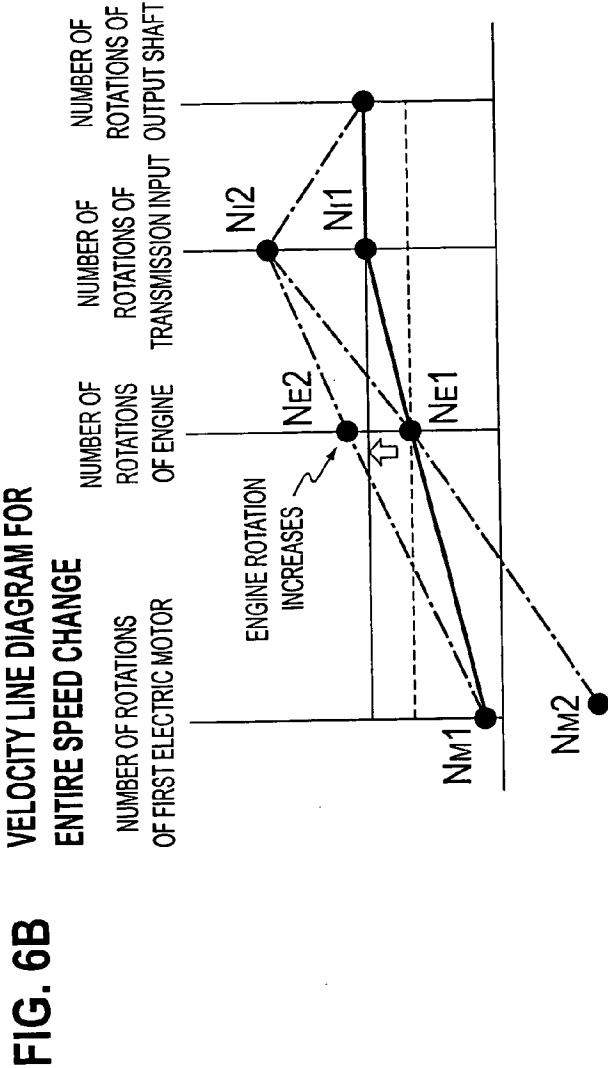 FIG. 6B
VELOCITY LINE DIAGRAM FOR
ENTIRE SPEED CHANGE
NUMBER OF ROTATIONS
OF FIRST ELECTRIC MOTOR
NUMBER OF
ROTATIONS
OF ENGINE
NUMBER OF
ROTATIONS OF
TRANSMISSION INPUT
NUMBER OF
ROTATIONS OF
OUTPUT SHAFT
ENGINE ROTATION
INCREASES
NE2
NI2
NI1
NE1
NM1
NM2